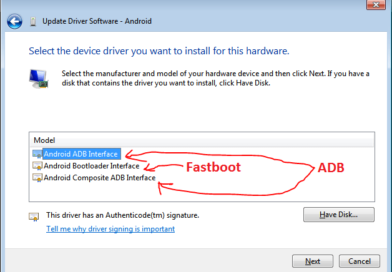 Update Driver Software - Android
Select the device driver you want to install for this hardware.
Select the manufacturer and model of your hardware device and then click Next. If you have a
disk that contains the driver you want to install, click Have Disk.
Model
Android ADB Interface
Android Bootloader Interface
Fastboot
ADB
Android Composite ADB Interface
This driver has an Authenticode(tm) signature.
Have Disk...
Tell me why driver signing is important
Next
Cancel